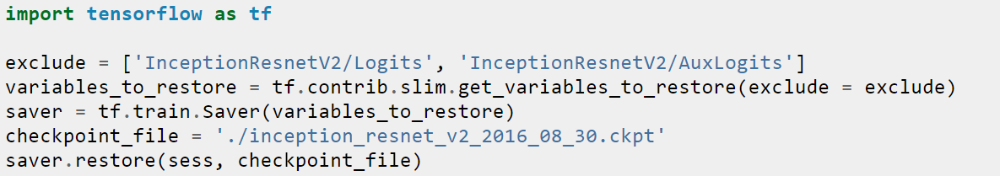 import tensorflow as tf
exclude = ['InceptionResnetV2/Logits', 'InceptionResnetV2/AuxLogits']
variables_to_restore = tf.contrib.slim.get_variables_to_restore(exclude = exclude)
saver = tf.train.Saver(variables_to_restore)
checkpoint_file = './inception_resnet_v2_2016_08_30.ckpt'
saver.restore(sess, checkpoint_file)